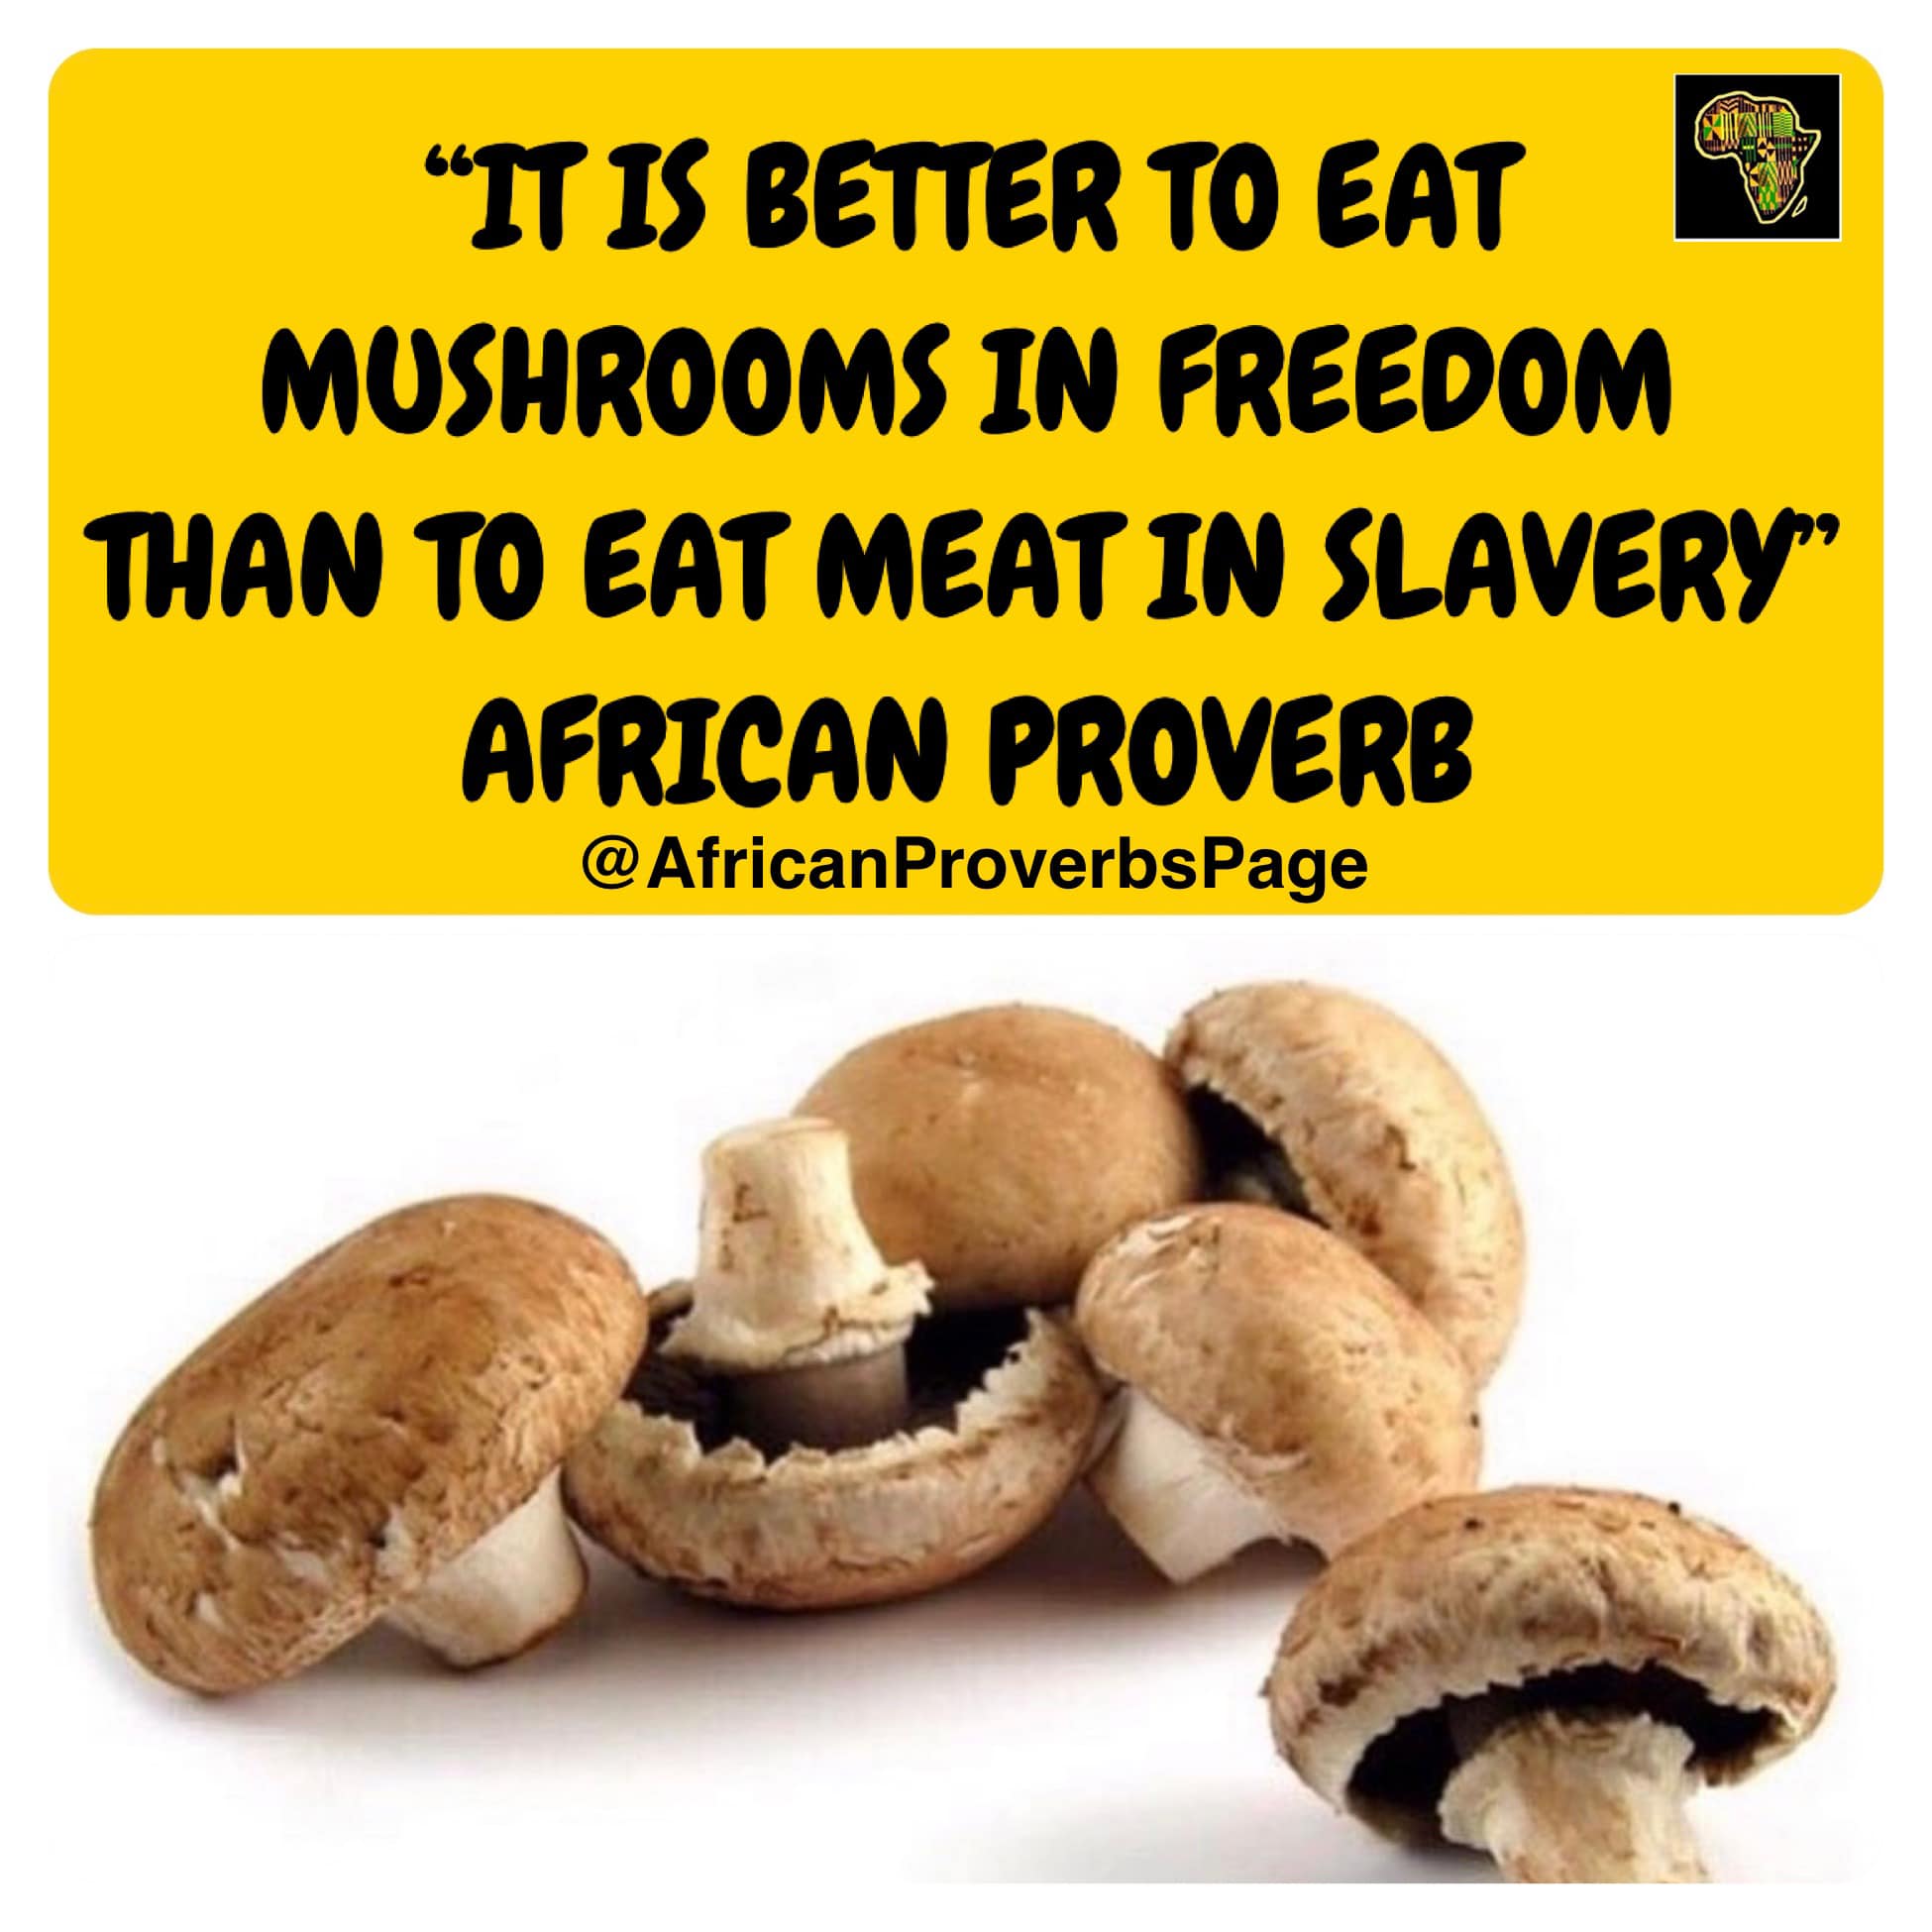 “IT IS BETTER TO EAT
MUSHROOMS IN FREEDOM
THAN TO EAT MEAT IN SLAVERY”
AFRICAN PROVERB
@AfricanProverbsPage